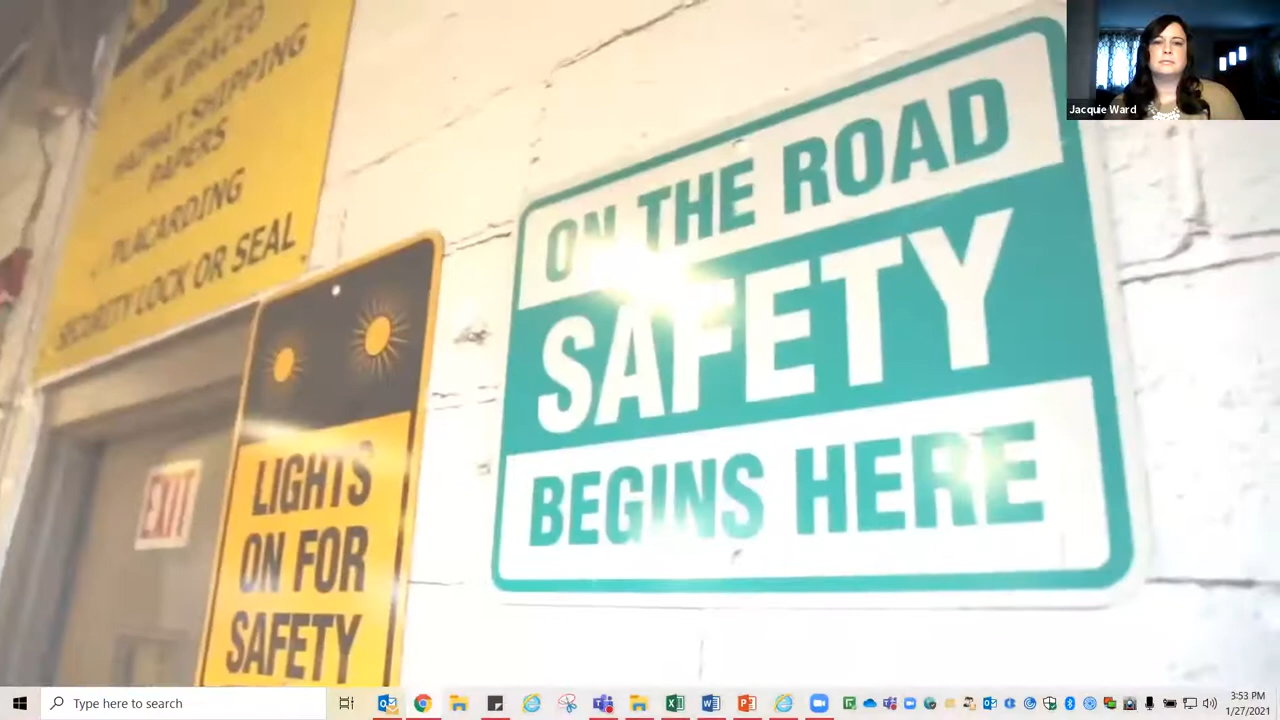 & BRACED
HAZMAT SHIPPING
PAPERS
PLACARDING
SECURITY LOCK OR SEAL
EXIT
LIGHTS
ON FOR
SAFETY
ON THE ROAD
SAFETY
BEGINS HERE
Jacquie Ward
Type here to search
3:53 PM
1/27/2021